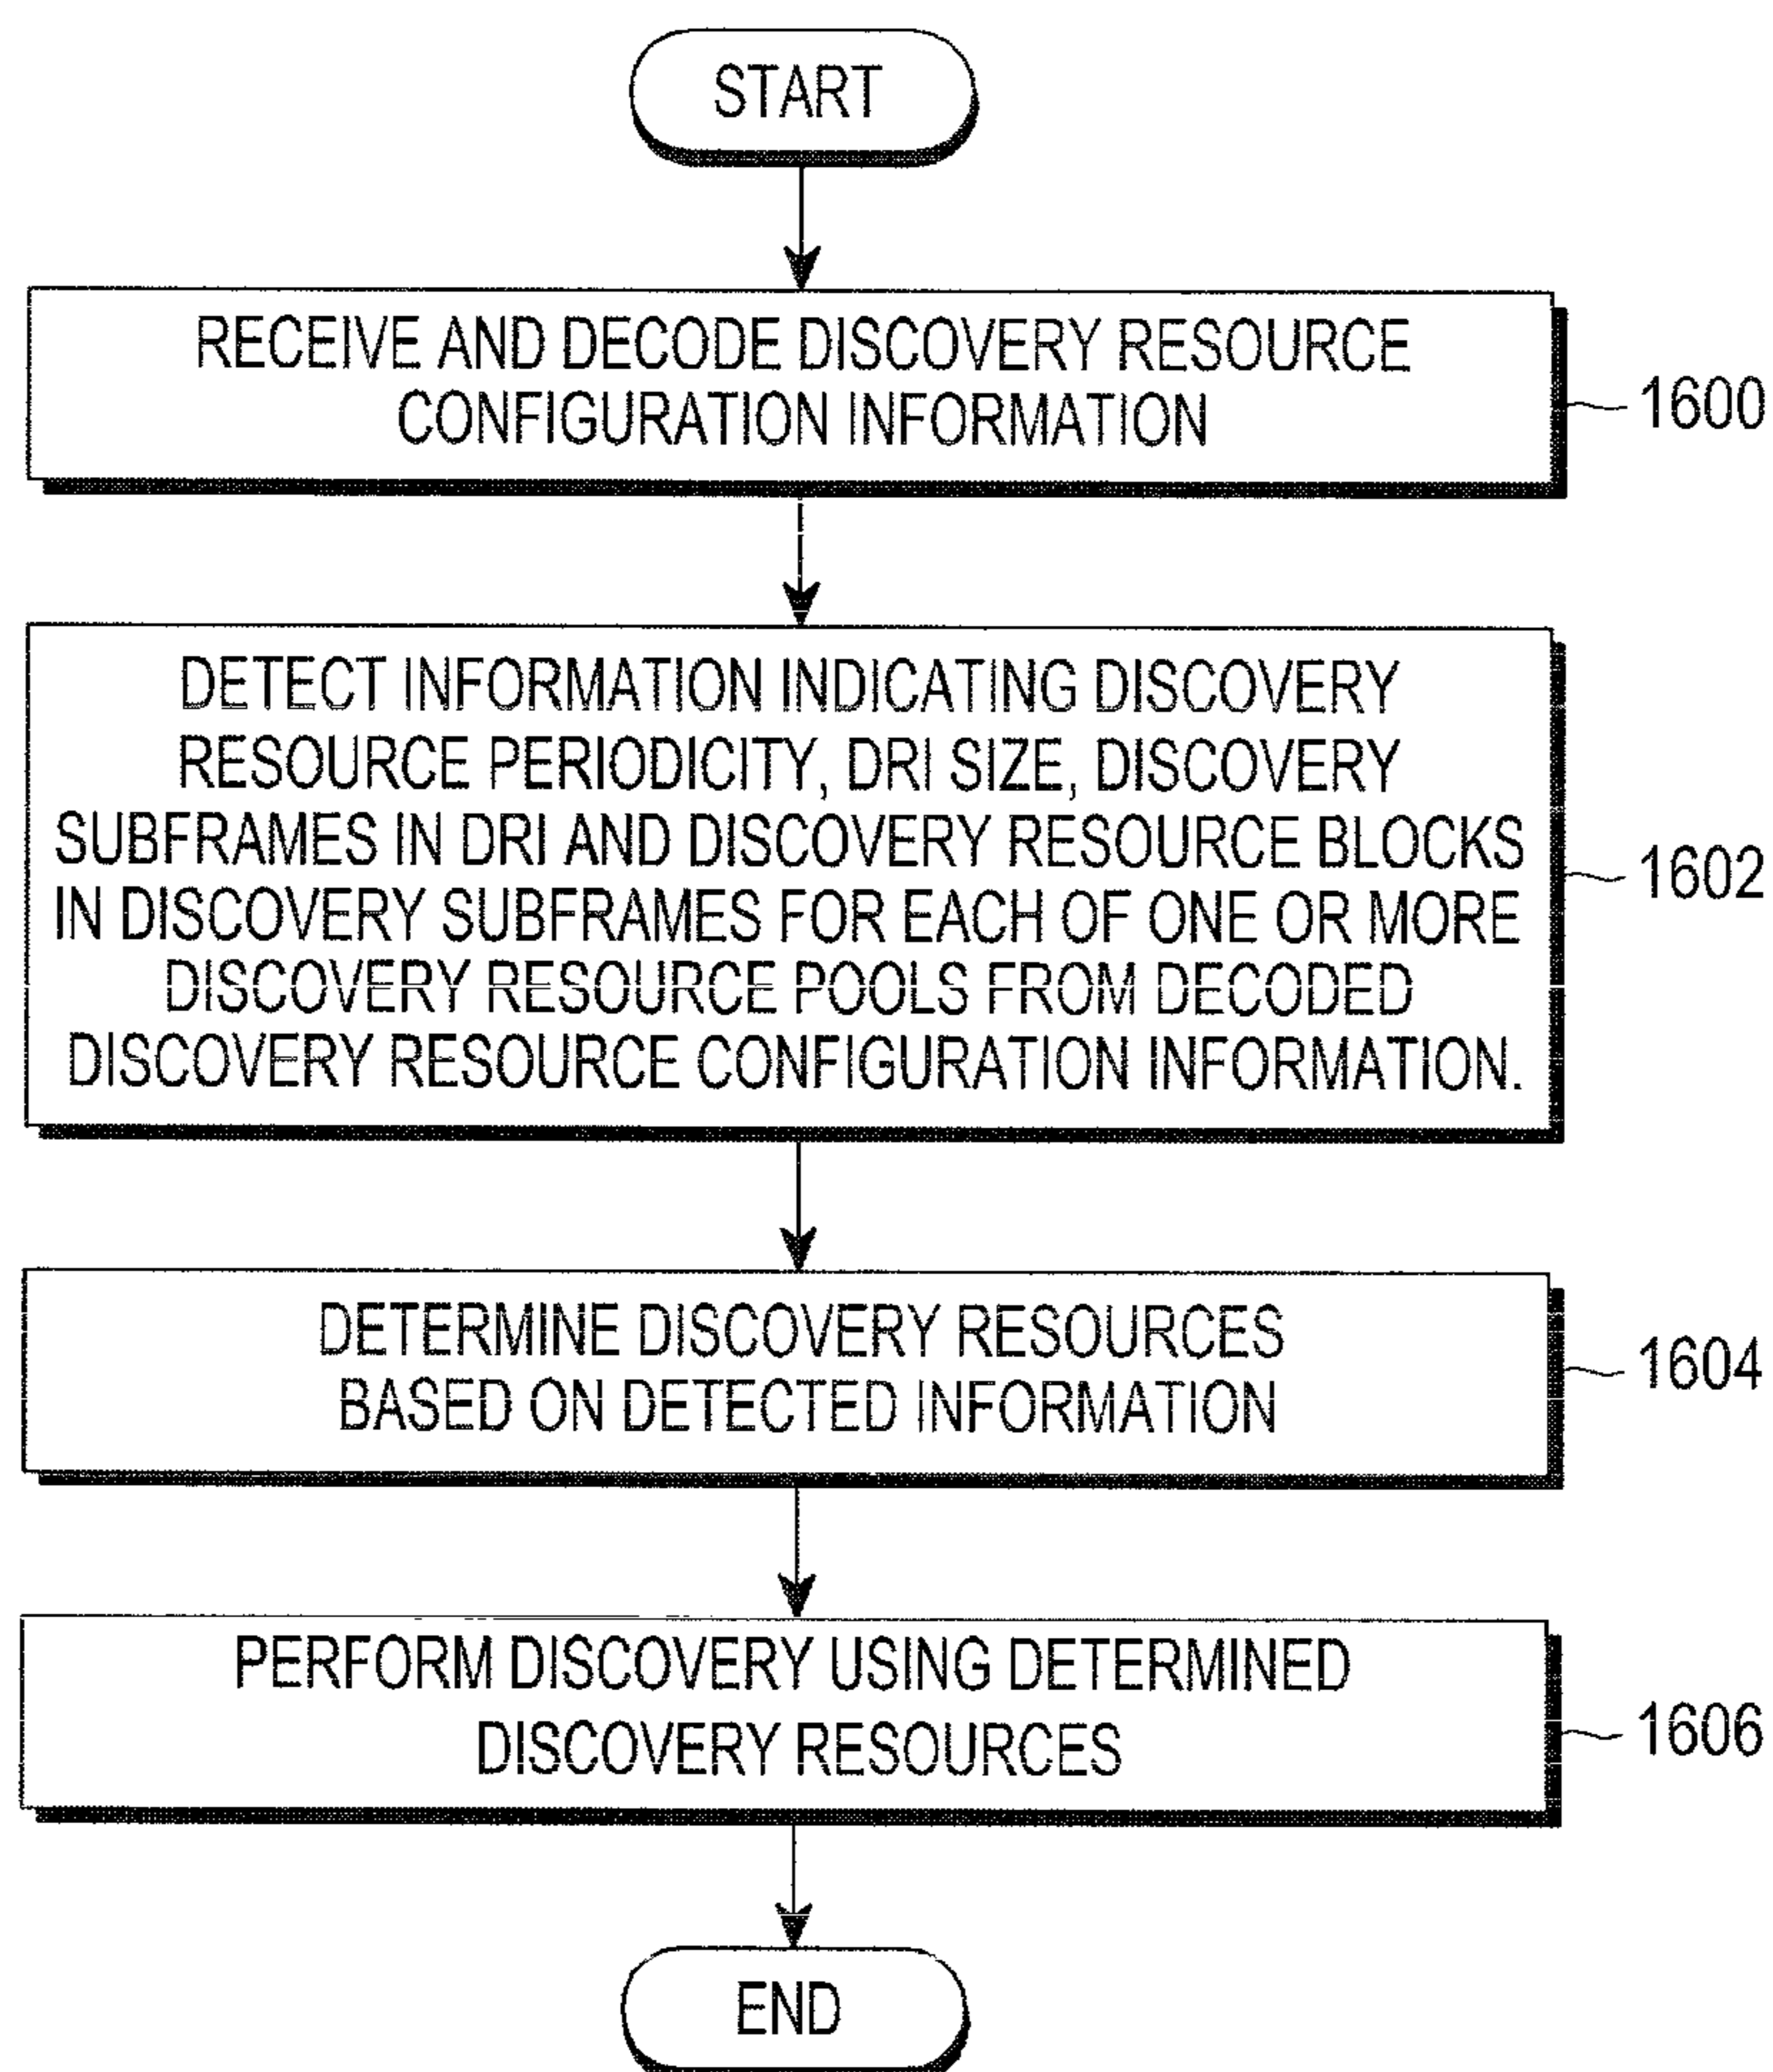 START
RECEIVE AND DECODE DISCOVERY RESOURCE
CONFIGURATION INFORMATION
1600
DETECT INFORMATION INDICATING DISCOVERY
RESOURCE PERIODICITY, DRI SIZE, DISCOVERY
SUBFRAMES IN DRI AND DISCOVERY RESOURCE BLOCKS
IN DISCOVERY SUBFRAMES FOR EACH OF ONE OR MORE
DISCOVERY RESOURCE POOLS FROM DECODED
DISCOVERY RESOURCE CONFIGURATION INFORMATION.
1602
DETERMINE DISCOVERY RESOURCES
BASED ON DETECTED INFORMATION
1604
PERFORM DISCOVERY USING DETERMINED
DISCOVERY RESOURCES
1606
END